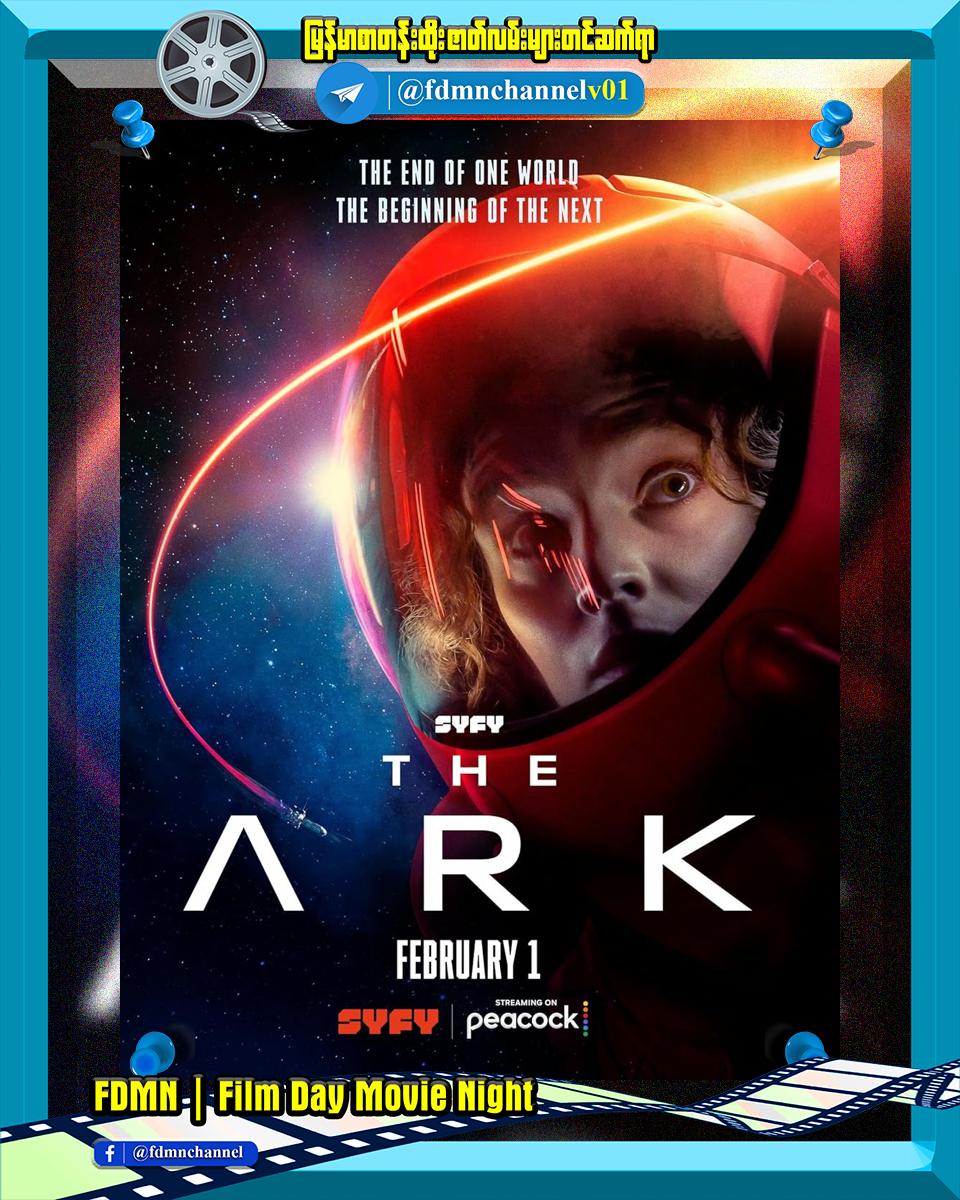 မြန်မာစာတန်းထိုးဇာတ်လမ်းများတင်ဆက်ရာ
@fdmnchannelv01
THE END OF ONE WORLD
THE BEGINNING OF THE NEXT
SYFY
THE
ARK
FEBRUARY 1
SYFY
STREAMING ON
peacock
FDMN | Film Day Movie Night
@fdmnchannel